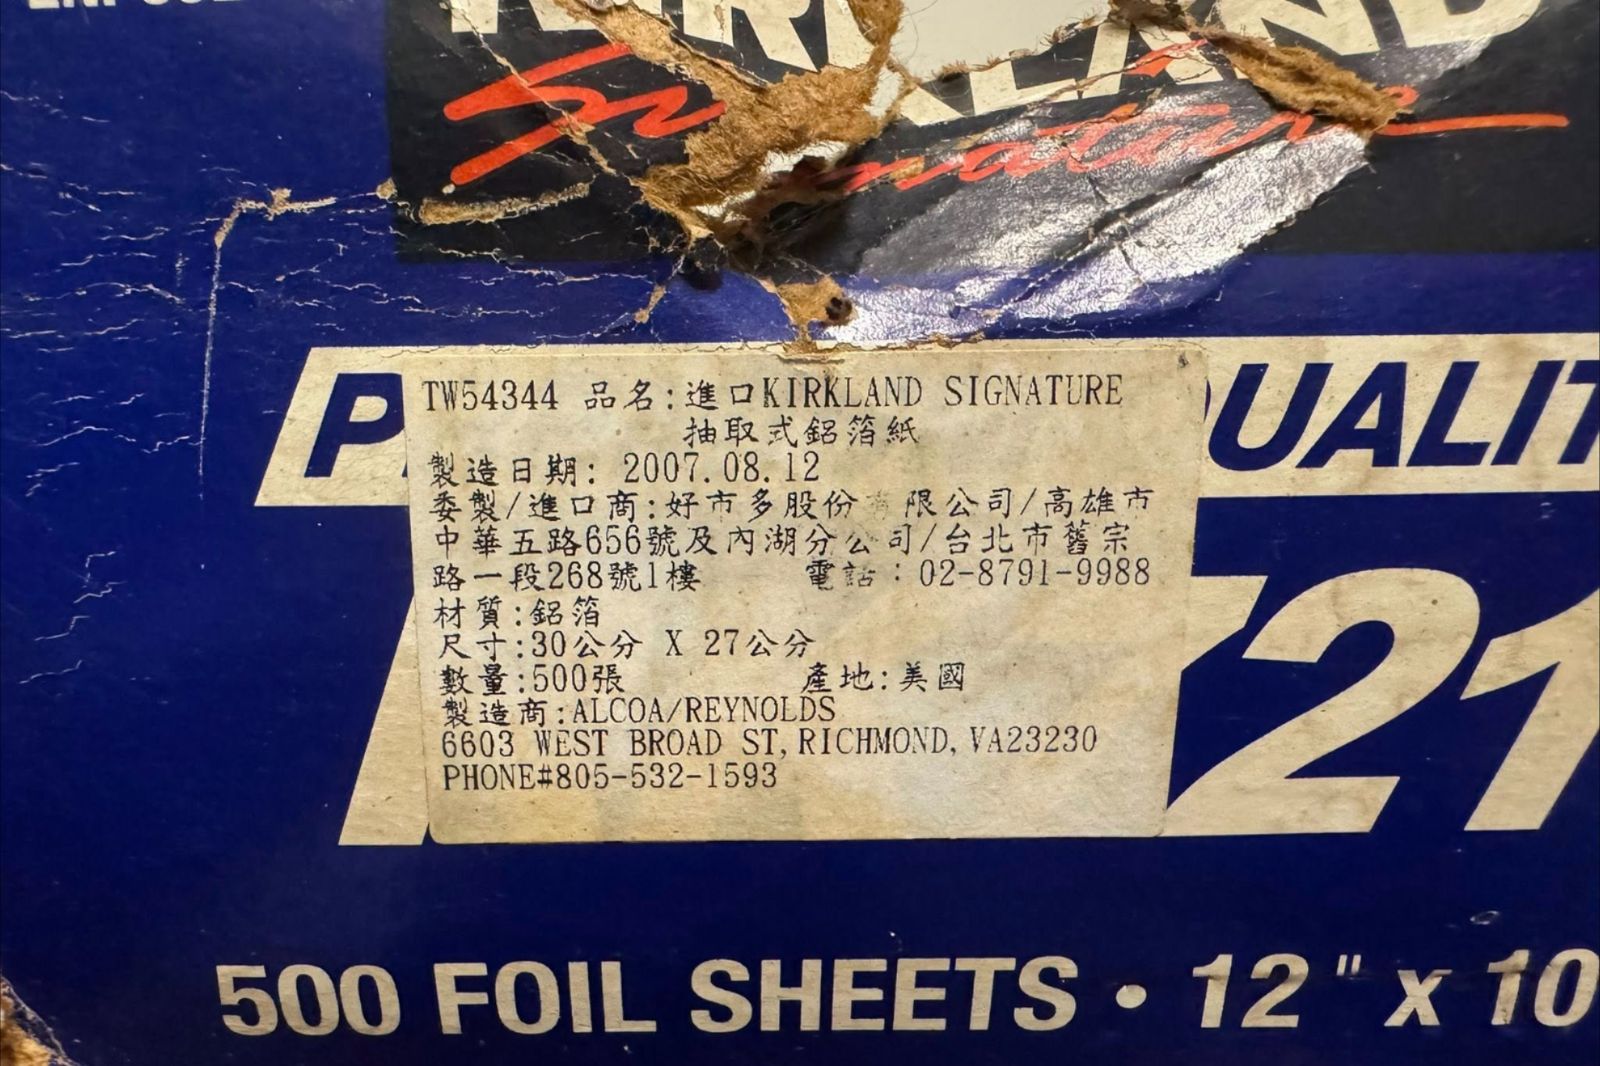 KIRKLAND
Signature
TW54344 品名:進口KIRKLAND SIGNATURE
抽取式鋁箔紙
製造日期: 2007.08.12
委製/進口商:好市多股份有限公司/高雄市
中華五路656號及內湖分公司/台北市舊宗
路一段268號1樓 電話:02-8791-9988
材質:鋁箔
尺寸:30公分 X 27公分
數量:500張 產地:美國
製造商:ALCOA/REYNOLDS
6603 WEST BROAD ST,RICHMOND,VA23230
PHONE#805-532-1593
21
500 FOIL SHEETS • 12" x 10